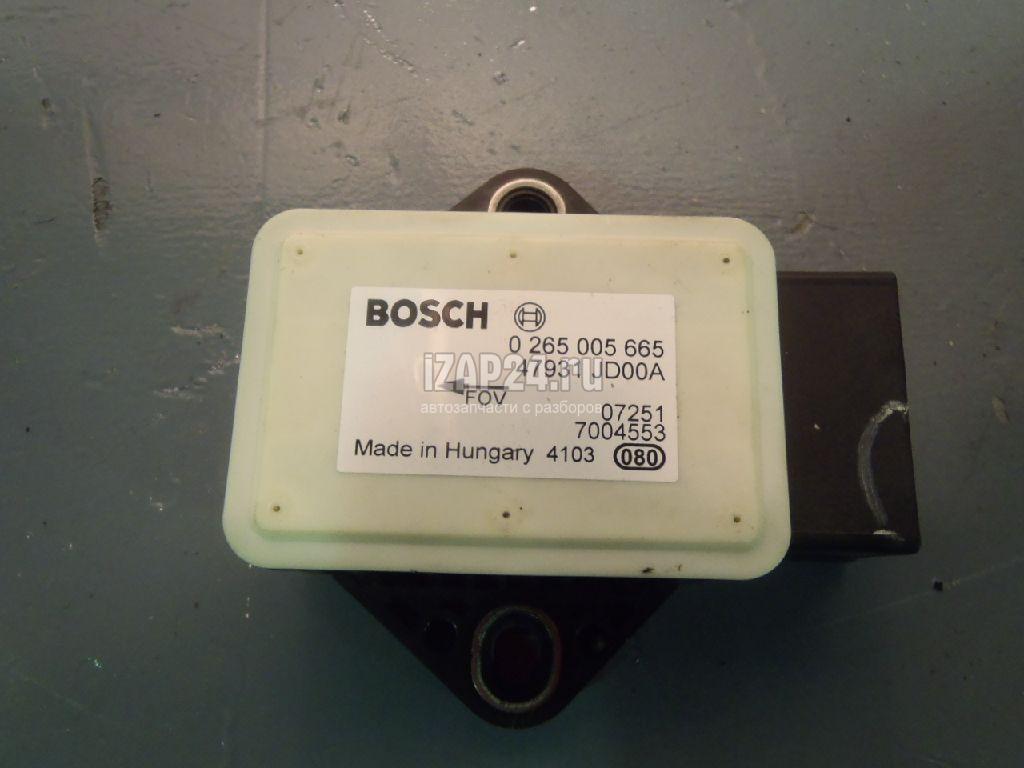 BOSCH
0 265 005 665
47931 JD00A
iZAP24.ru
FOV
автозапчасти с разборов
07251
7004553
Made in Hungary 4103 080